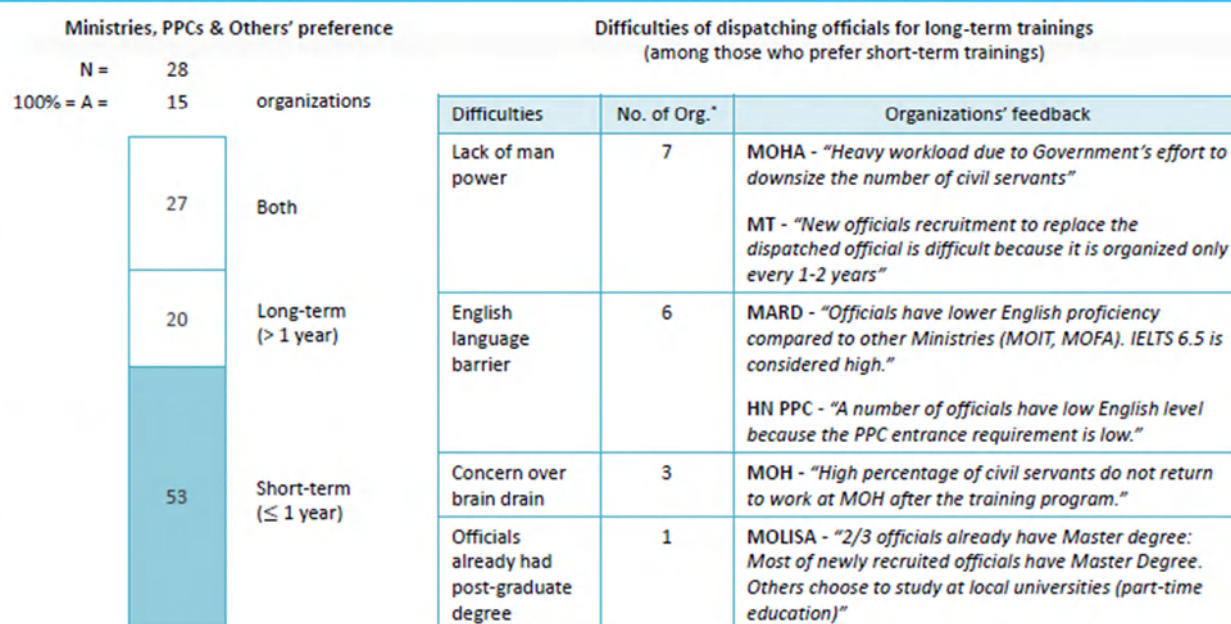 Ministries, PPCs & Others' preference
N = 28
100% = A = 15 organizations
27 Both
20 Long-term
(> 1 year)
53 Short-term
(≤ 1 year)
Difficulties of dispatching officials for long-term trainings
(among those who prefer short-term trainings)
Difficulties No. of Org.* Organizations' feedback
Lack of man
power
7
MOHA - "Heavy workload due to Government's effort to
downsize the number of civil servants"
MT - "New officials recruitment to replace the
dispatched official is difficult because it is organized only
every 1-2 years"
English
language
barrier
6
MARD - "Officials have lower English proficiency
compared to other Ministries (MOIT, MOFA). IELTS 6.5 is
considered high."
HN PPC - "A number of officials have low English level
because the PPC entrance requirement is low."
Concern over
brain drain
3
MOH - "High percentage of civil servants do not return
to work at MOH after the training program."
Officials
already had
post-graduate
degree
1
MOLISA - "2/3 officials already have Master degree:
Most of newly recruited officials have Master Degree.
Others choose to study at local universities (part-time
education)"